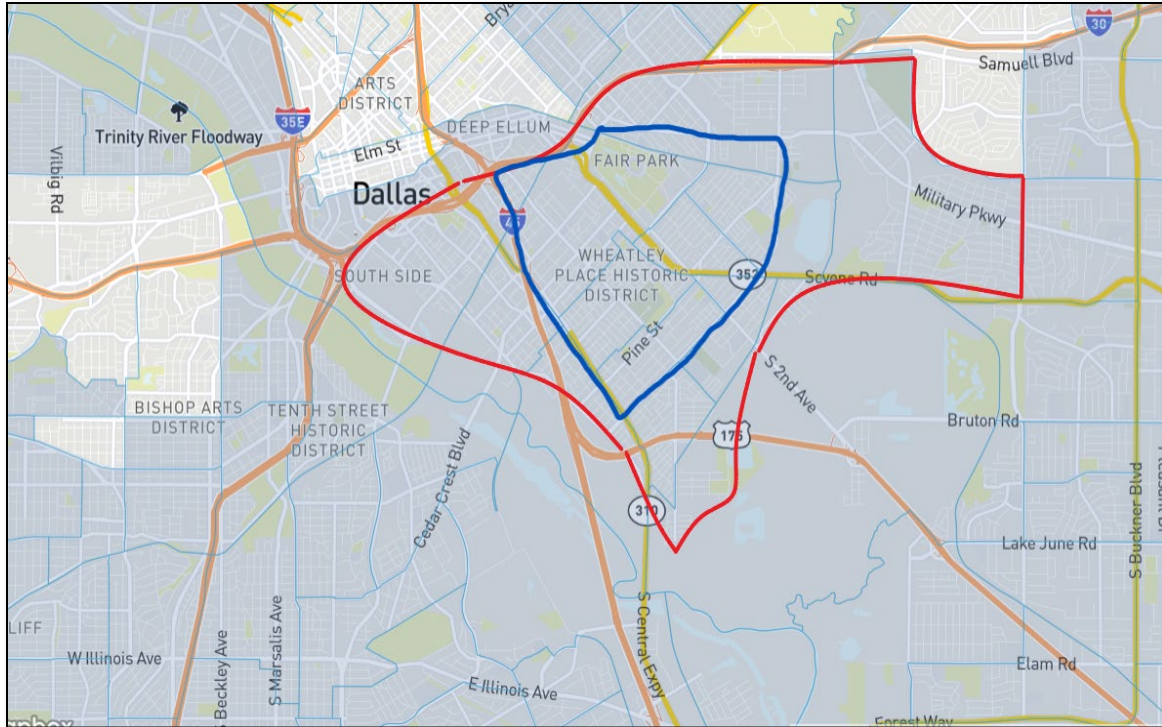 30
Samuell Blvd
ARTS
DISTRICT
Trinity River Floodway
35E
DEEP ELLUM
Elm St
FAIR PARK
Vilbig Rd
Dallas
Military Pkwy
45
WHEATLEY
PLACE HISTORIC
DISTRICT
SOUTH SIDE
352
Scyene Rd
Pine St
S 2nd Ave
BISHOP ARTS
DISTRICT
TENTH STREET
HISTORIC
DISTRICT
Bruton Rd
175
Cedar Crest Blvd
310
Lake June Rd
S Buckner Blvd
S Central Expy
LIFF
W Illinois Ave
S Marsalis Ave
S Beckley Ave
E Illinois Ave
Elam Rd
Forest Way